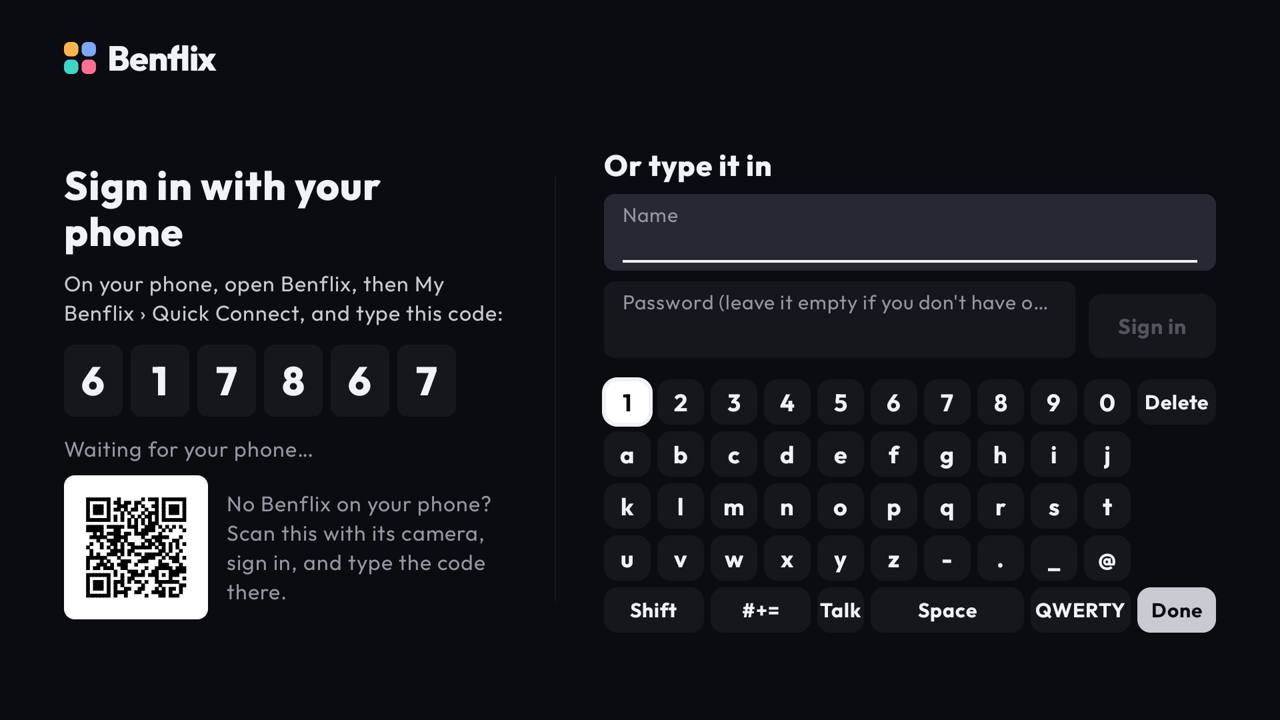 Benflix
Sign in with your
phone
On your phone, open Benflix, then My
Benflix › Quick Connect, and type this code:
6 1 7 8 6 7
Waiting for your phone...
No Benflix on your phone?
Scan this with its camera,
sign in, and type the code
there.
Or type it in
Name
Password (leave it empty if you don't have o...
Sign in
1 2 3 4 5 6 7 8 9 0 Delete
a b c d e f g h i j
k l m n o p q r s t
u v w x y z - . _ @
Shift #+= Talk Space QWERTY Done